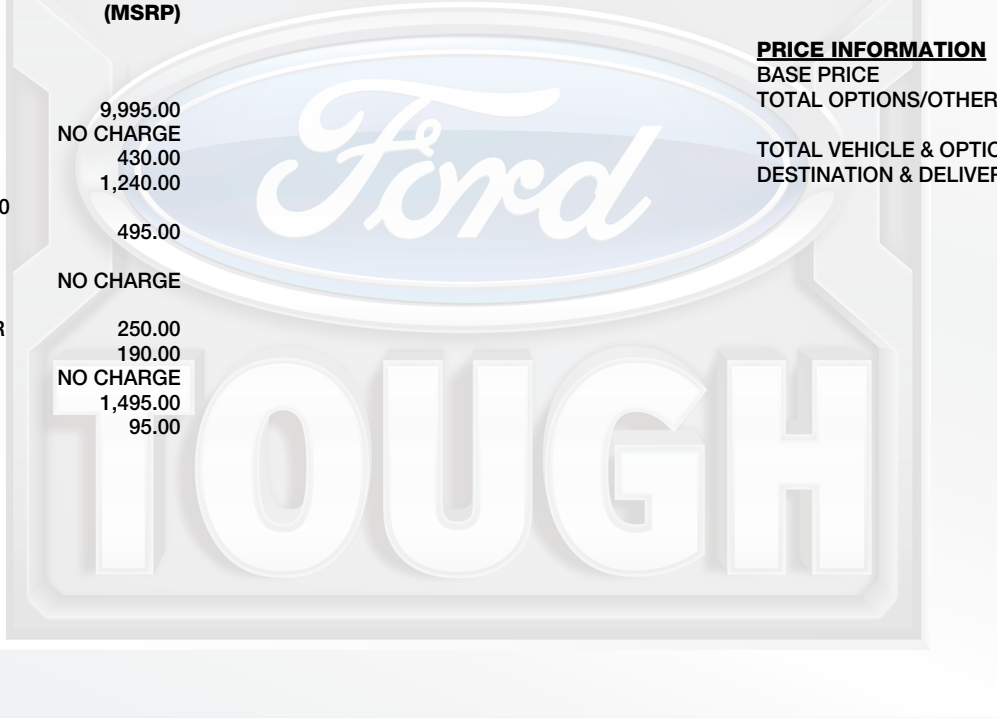 (MSRP)
9,995.00
NO CHARGE
430.00
1,240.00
0
495.00
NO CHARGE
R 250.00
190.00
NO CHARGE
1,495.00
95.00
PRICE INFORMATION
BASE PRICE
TOTAL OPTIONS/OTHER
TOTAL VEHICLE & OPTIO
DESTINATION & DELIVER
Ford
TOUGH